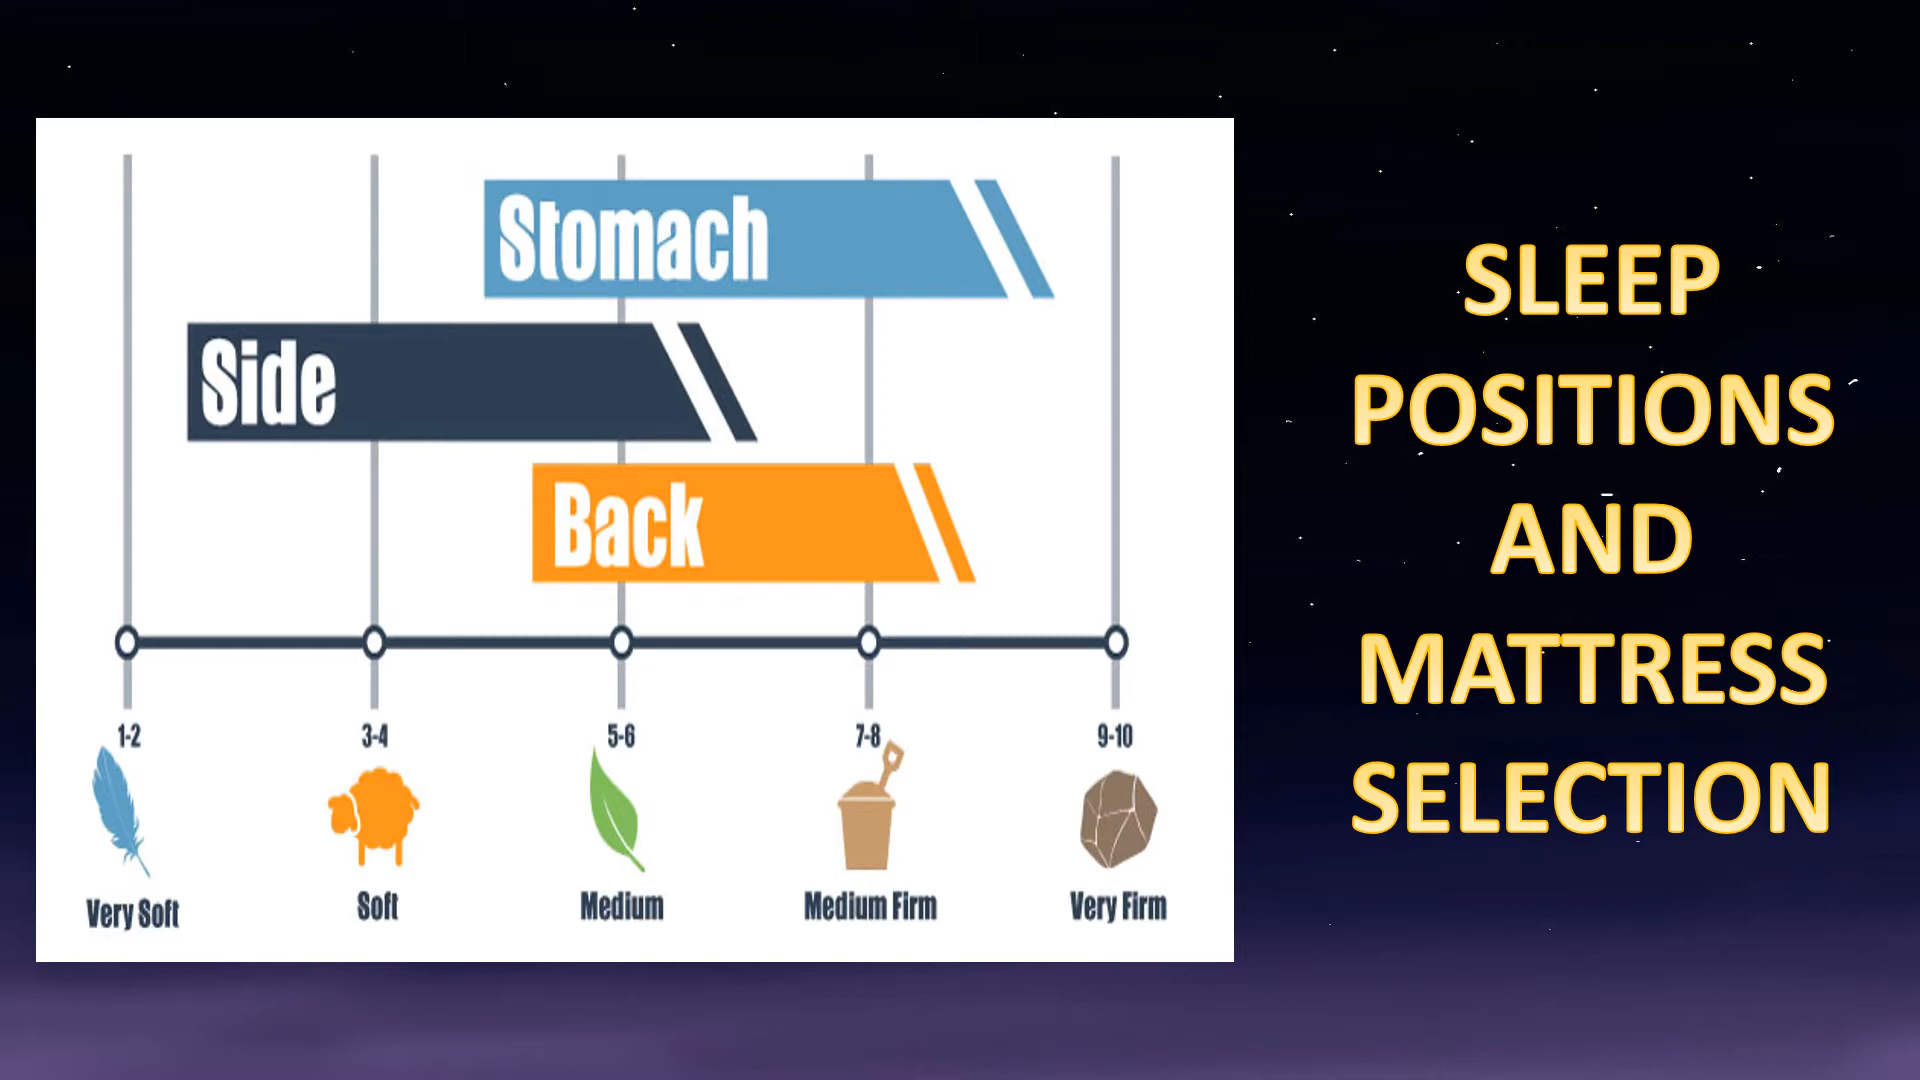 Stomach
Side
Back
1-2 3-4 5-6 7-8 9-10
Very Soft Soft Medium Medium Firm Very Firm
SLEEP
POSITIONS
AND
MATTRESS
SELECTION